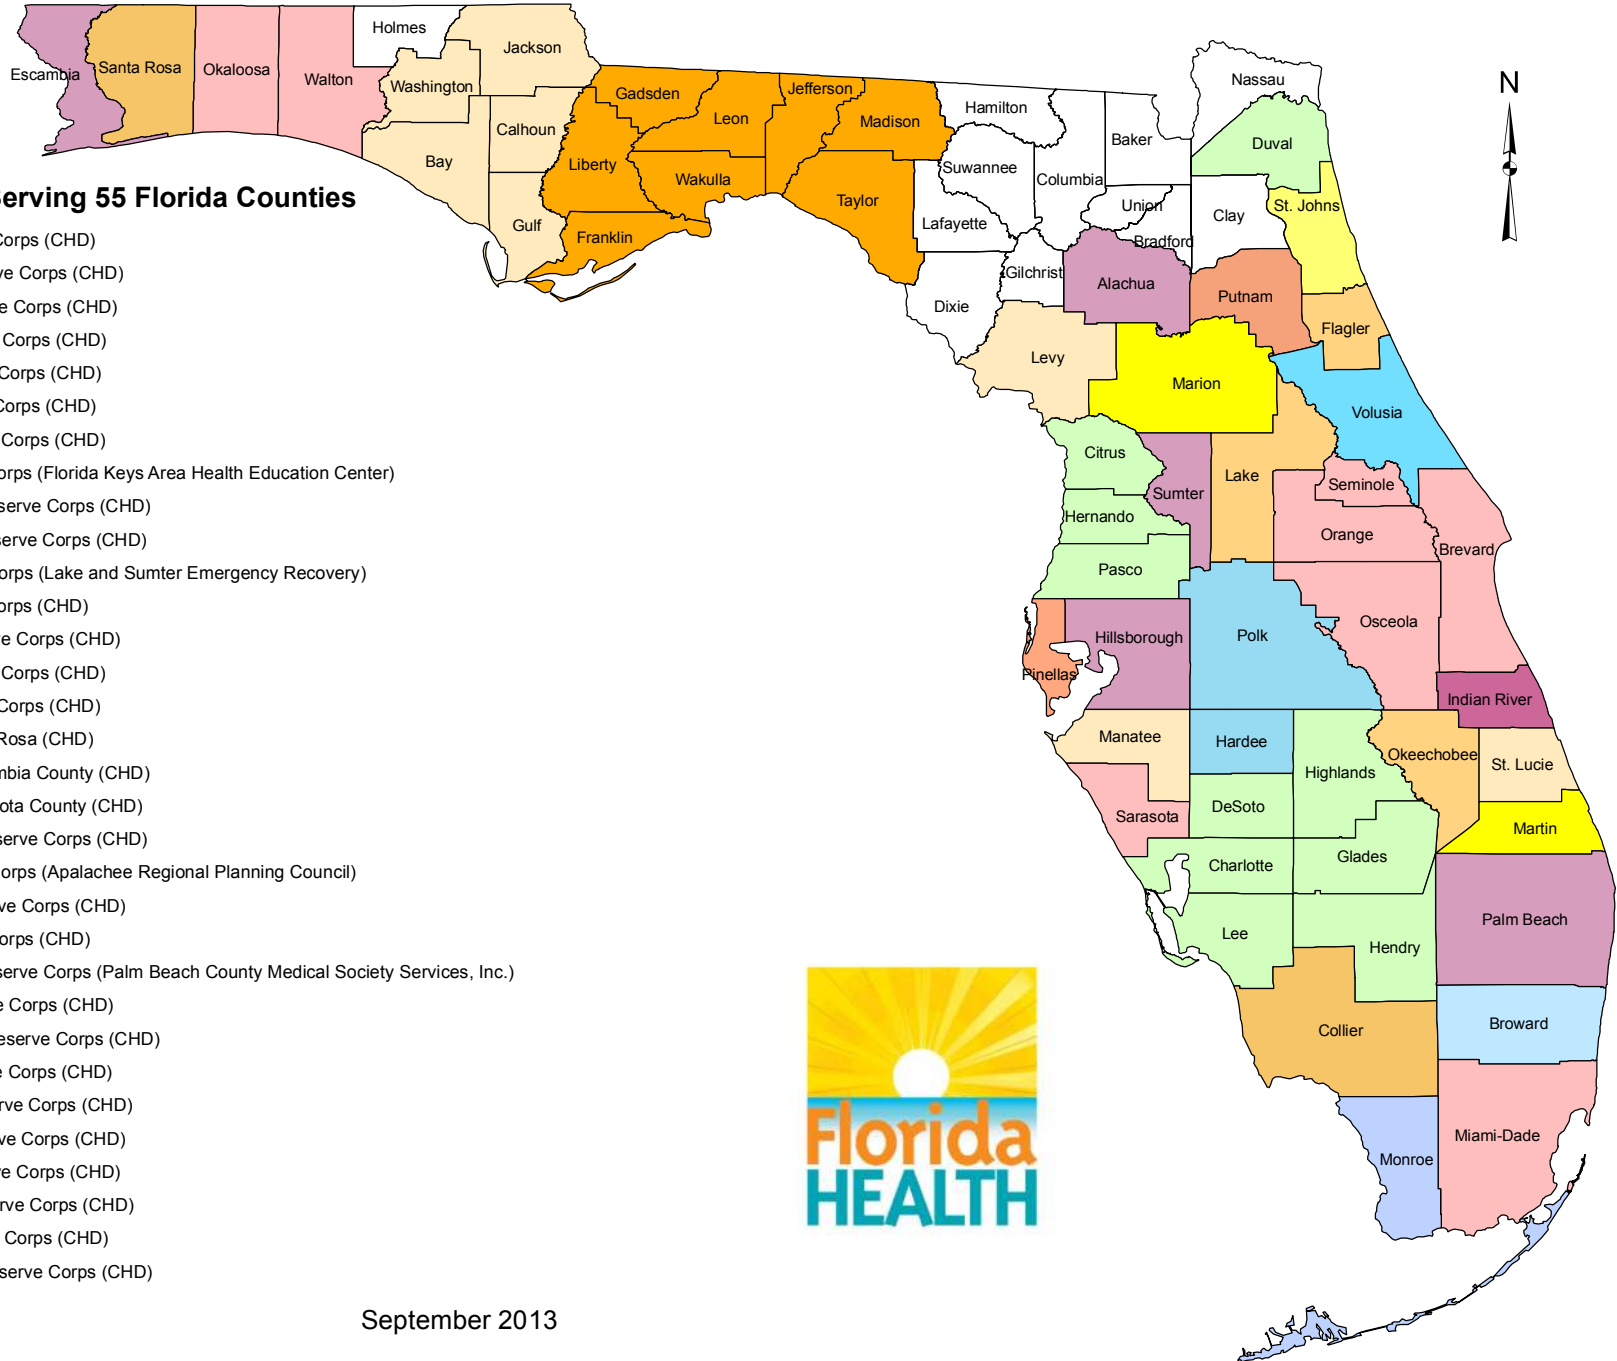 Holmes
Jackson
Escambia
Santa Rosa
Okaloosa
Walton
Washington
Gadsden
Jefferson
Leon
Madison
Hamilton
Nassau
Calhoun
Baker
Duval
Bay
Liberty
Suwannee
Columbia
Wakulla
Taylor
Union
Clay
St. Johns
Gulf
Franklin
Lafayette
Bradford
Gilchrist
Alachua
Putnam
Dixie
Flagler
Levy
Marion
Volusia
Citrus
Sumter
Lake
Seminole
Hernando
Orange
Brevard
Pasco
Osceola
Hillsborough
Polk
Pinellas
Indian River
Manatee
Hardee
Okeechobee
St. Lucie
Highlands
DeSoto
Sarasota
Martin
Charlotte
Glades
Palm Beach
Lee
Hendry
Collier
Broward
Miami-Dade
Monroe
N
erving 55 Florida Counties
Corps (CHD)
ve Corps (CHD)
e Corps (CHD)
Corps (CHD)
Corps (CHD)
Corps (CHD)
Corps (CHD)
orps (Florida Keys Area Health Education Center)
serve Corps (CHD)
serve Corps (CHD)
orps (Lake and Sumter Emergency Recovery)
orps (CHD)
ve Corps (CHD)
Corps (CHD)
Corps (CHD)
Rosa (CHD)
mbia County (CHD)
ota County (CHD)
serve Corps (CHD)
orps (Apalachee Regional Planning Council)
ve Corps (CHD)
orps (CHD)
serve Corps (Palm Beach County Medical Society Services, Inc.)
e Corps (CHD)
eserve Corps (CHD)
e Corps (CHD)
rve Corps (CHD)
ve Corps (CHD)
ve Corps (CHD)
rve Corps (CHD)
Corps (CHD)
serve Corps (CHD)
Florida
HEALTH
September 2013